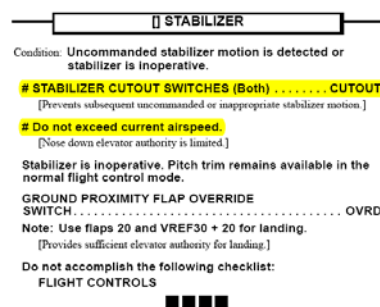 [] STABILIZER
Condition: Uncommanded stabilizer motion is detected or
stabilizer is inoperative.
# STABILIZER CUTOUT SWITCHES (Both) . . . . . . . . CUTOUT
[Prevents subsequent uncommanded or inappropriate stabilizer motion.]
# Do not exceed current airspeed.
[Nose down elevator authority is limited.]
Stabilizer is inoperative. Pitch trim remains available in the
normal flight control mode.
GROUND PROXIMITY FLAP OVERRIDE
SWITCH . . . . . . . . . . . . . . . . . . . . . . . . . . . . . . . . . . . . . OVRD
Note: Use flaps 20 and VREF30 + 20 for landing.
[Provides sufficient elevator authority for landing.]
Do not accomplish the following checklist:
FLIGHT CONTROLS